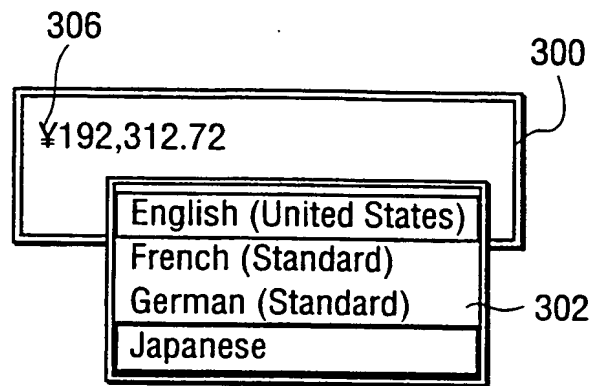 306
300
¥192,312.72
English (United States)
French (Standard)
German (Standard)
302
Japanese